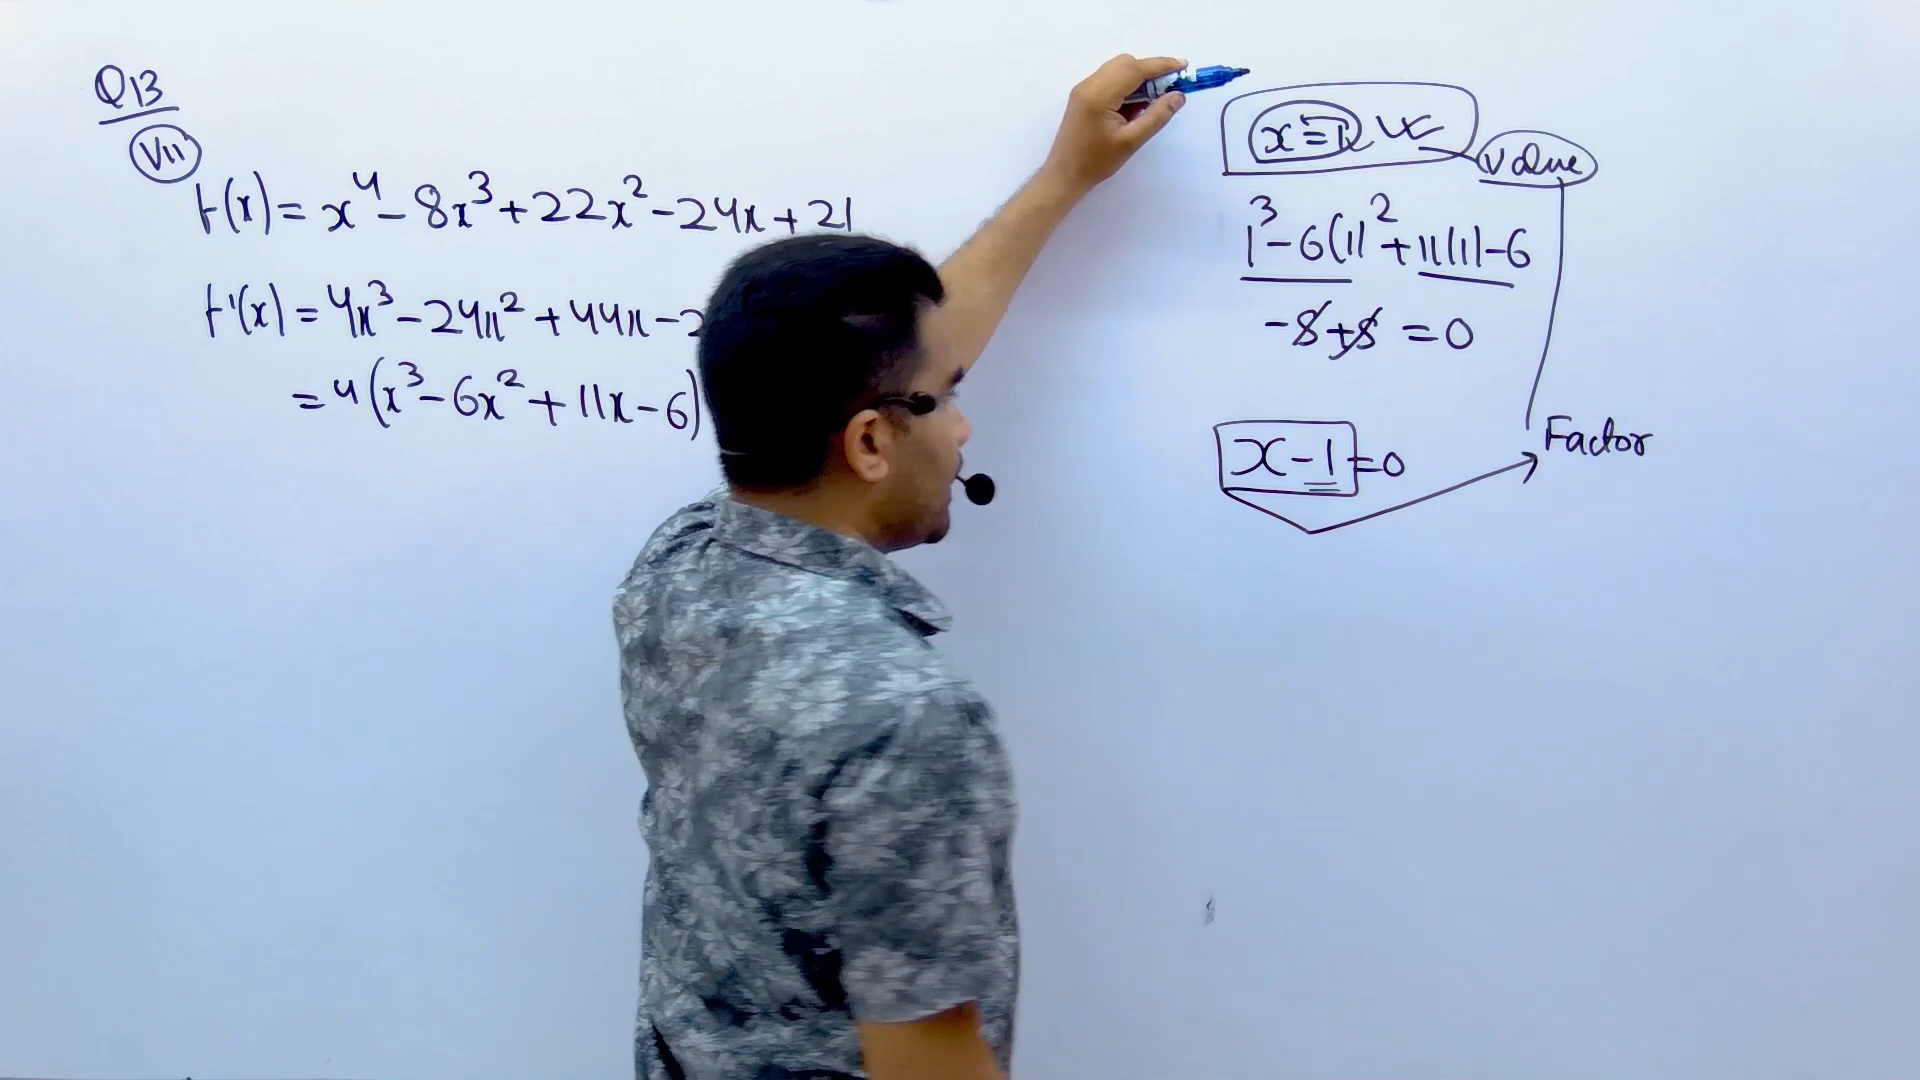 Q13
VII
f(x) = x⁴ - 8x³ + 22x² - 24x + 21
f'(x) = 4x³ - 24x² + 44x - 2
= 4(x³ - 6x² + 11x - 6)
x = 1
value
1³ - 6(1)² + 11(1) - 6
-8 + 8 = 0
x - 1 = 0
Factor